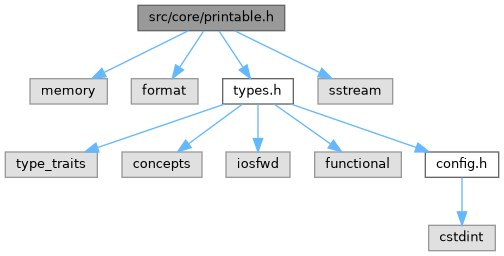 src/core/printable.h
memory
format
types.h
sstream
type_traits
concepts
iosfwd
functional
config.h
cstdint